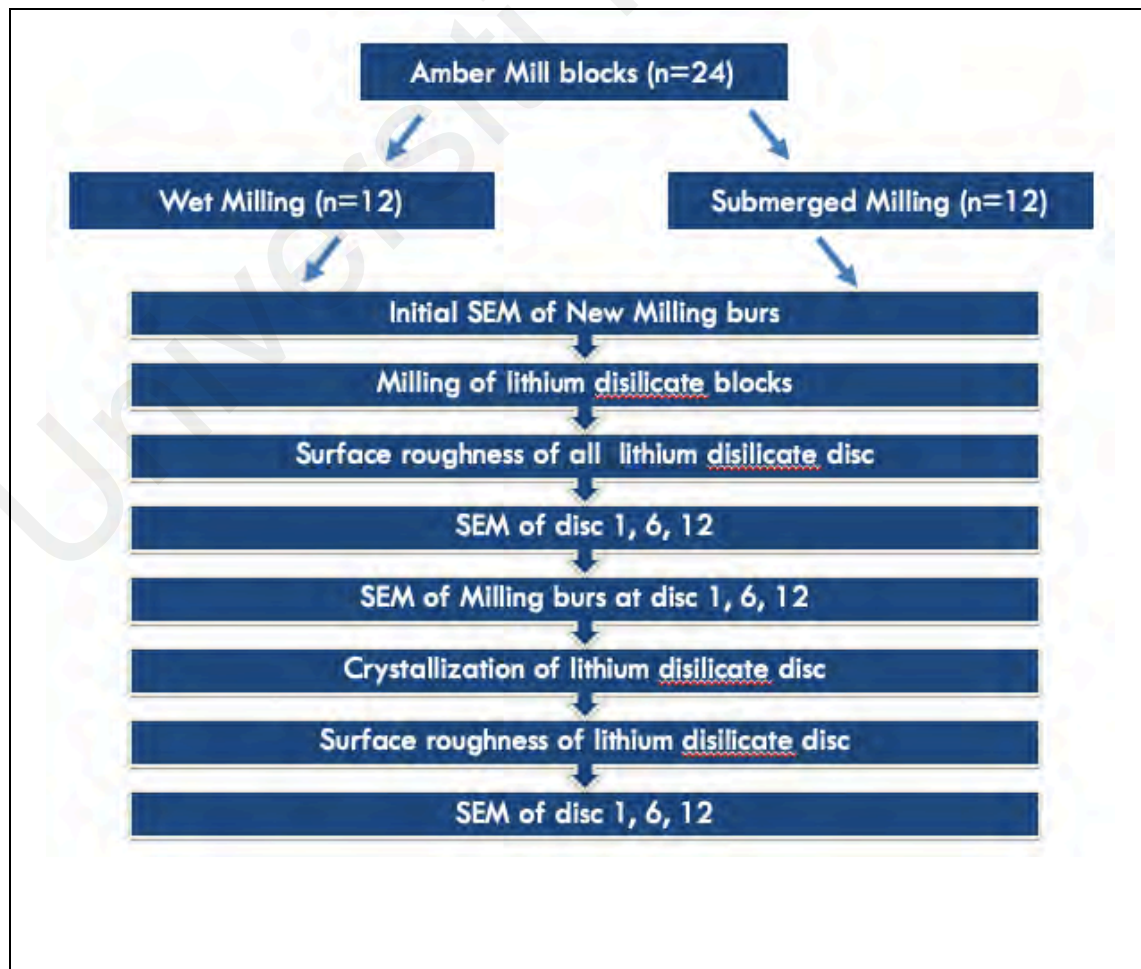 Amber Mill blocks (n=24)
Wet Milling (n=12)
Submerged Milling (n=12)
Initial SEM of New Milling burs
Milling of lithium disilicate blocks
Surface roughness of all lithium disilicate disc
SEM of disc 1, 6, 12
SEM of Milling burs at disc 1, 6, 12
Crystallization of lithium disilicate disc
Surface roughness of lithium disilicate disc
SEM of disc 1, 6, 12
Universiti